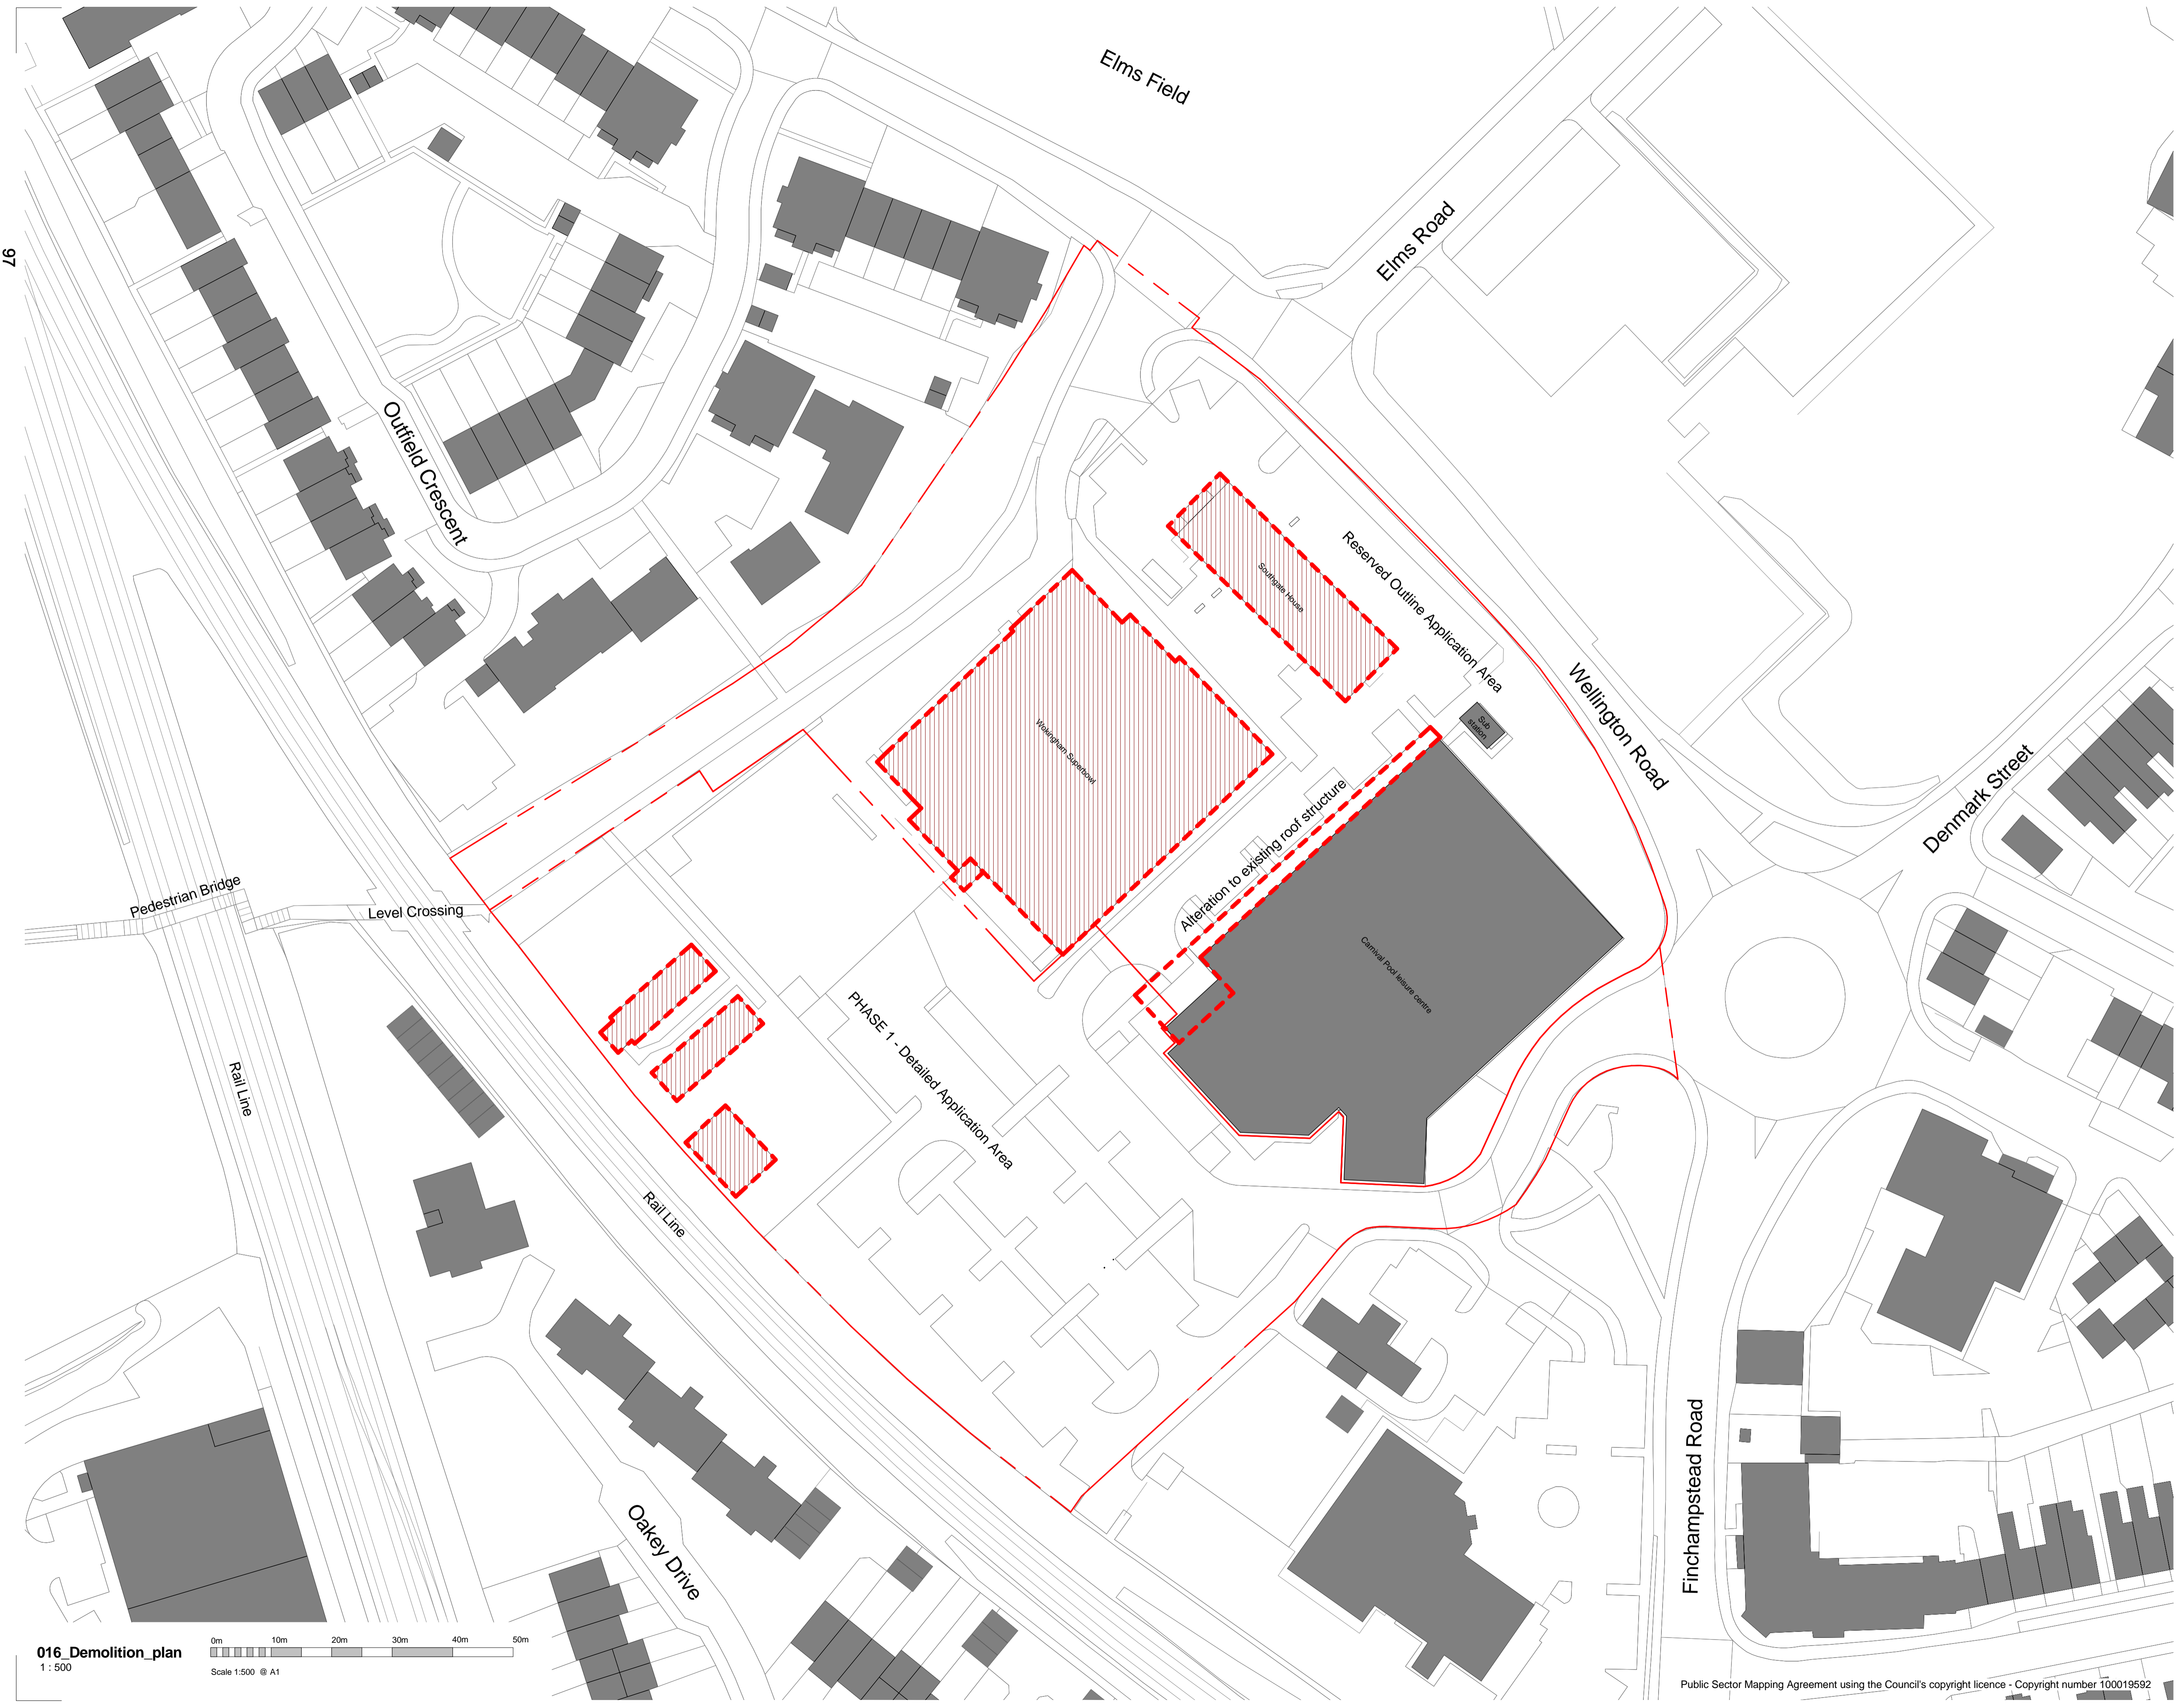 Elms Field
97
Elms Road
Outfield Crescent
Southgate House
Reserved Outline Application Area
Wellington Road
Sub
station
Wokingham Superbowl
Denmark Street
Alteration to existing roof structure
Pedestrian Bridge
Level Crossing
Carnival Pool leisure centre
PHASE 1 - Detailed Application Area
Rail Line
Rail Line
Finchampstead Road
Oakey Drive
016_Demolition_plan
1 : 500
0m 10m 20m 30m 40m 50m
Scale 1:500 @ A1
Public Sector Mapping Agreement using the Council's copyright licence - Copyright number 100019592